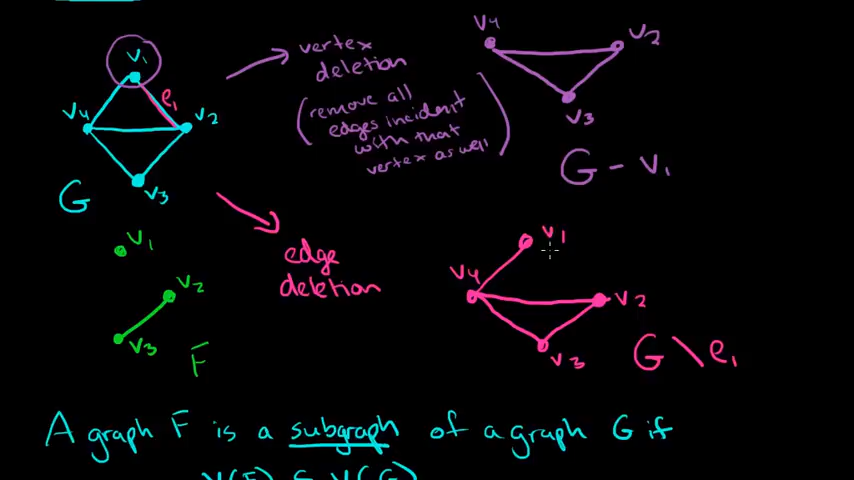 v1
e1
v4
v2
v3
G
vertex
deletion
(remove all
edges incident
with that
vertex as well)
v4
v2
v3
G - v1
edge
deletion
v1
v4
v2
v3
G \ e1
v1
v2
v3
F
A graph F is a subgraph of a graph G if
V(F) ⊆ V(G)